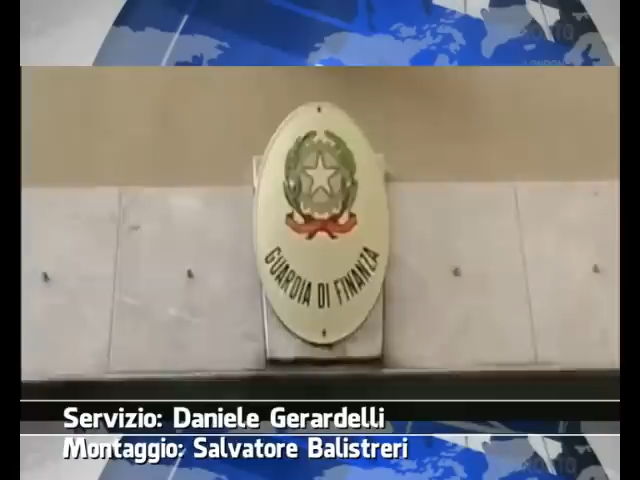 GUARDIA DI FINANZA
Servizio: Daniele Gerardelli
Montaggio: Salvatore Balistreri